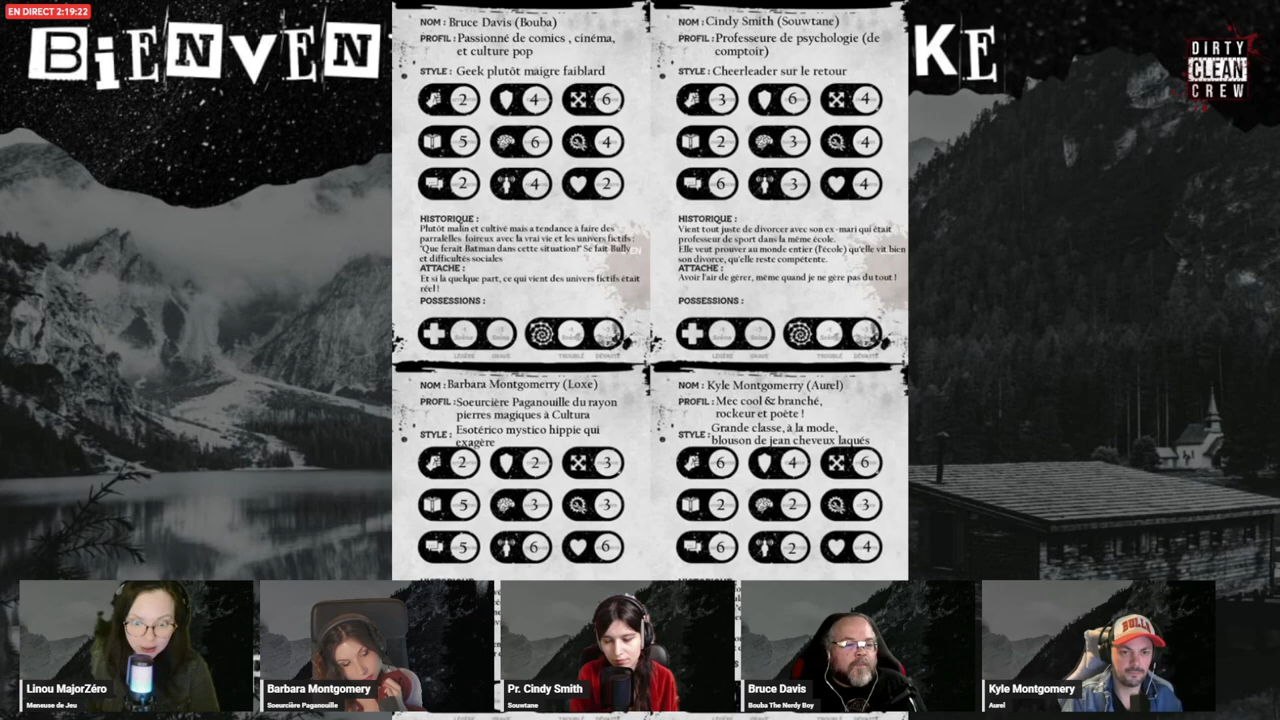 EN DIRECT 2:19:22
BiENVEN
KE
DIRTY
CLEAN
CREW
NOM : Bruce Davis (Bouba)
PROFIL : Passionné de comics , cinéma,
et culture pop
STYLE : Geek plutôt maigre faiblard
2 4 6
5 6 4
2 4 2
HISTORIQUE :
Plutôt malin et cultivé mais a tendance à faire des
parralelles foireux avec la vrai vie et les univers fictifs :
"Que ferait Batman dans cette situation?" Se fait Bully
et difficultés sociales
ATTACHE :
Et si là quelque part, ce qui vient des univers fictifs était
réel !
POSSESSIONS :
LÉGÈRE GRAVE TROUBLÉ DÉVASTÉ
NOM : Cindy Smith (Souwtane)
PROFIL : Professeure de psychologie (de
comptoir)
STYLE : Cheerleader sur le retour
3 6 4
2 3 4
6 3 4
HISTORIQUE :
Vient tout juste de divorcer avec son ex-mari qui était
professeur de sport dans la même école.
Elle veut prouver au monde entier (l'école) qu'elle vit bien
son divorce, qu'elle reste compétente.
ATTACHE :
Avoir l'air de gérer, même quand je ne gère pas du tout !
POSSESSIONS :
LÉGÈRE GRAVE TROUBLÉ DÉVASTÉ
NOM : Barbara Montgomerry (Loxe)
PROFIL : Soeurcière Paganouille du rayon
pierres magiques à Cultura
STYLE : Esotérico mystico hippie qui
exagère
2 2 3
5 3 3
5 6 6
NOM : Kyle Montgomerry (Aurel)
PROFIL : Mec cool & branché,
rockeur et poète !
STYLE : Grande classe, à la mode,
blouson de jean cheveux laqués
6 4 6
2 2 3
6 2 4
BULLS
Linou MajorZéro
Meneuse de Jeu
Barbara Montgomery
Soeurcière Paganouille
Pr. Cindy Smith
Souwtane
Bruce Davis
Bouba The Nerdy Boy
Kyle Montgomery
Aurel